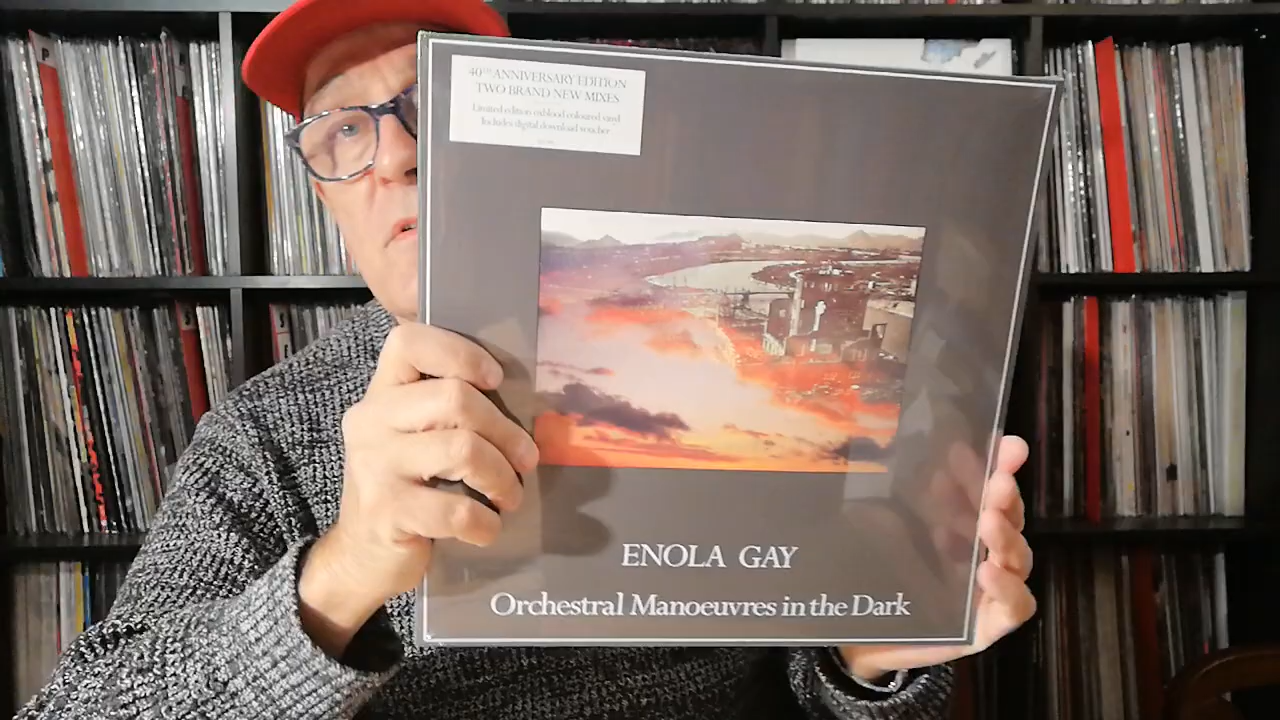 40TH ANNIVERSARY EDITION
TWO BRAND NEW MIXES
Limited edition oxblood coloured vinyl
Includes digital download voucher
ENOLA GAY
Orchestral Manoeuvres in the Dark
P
S